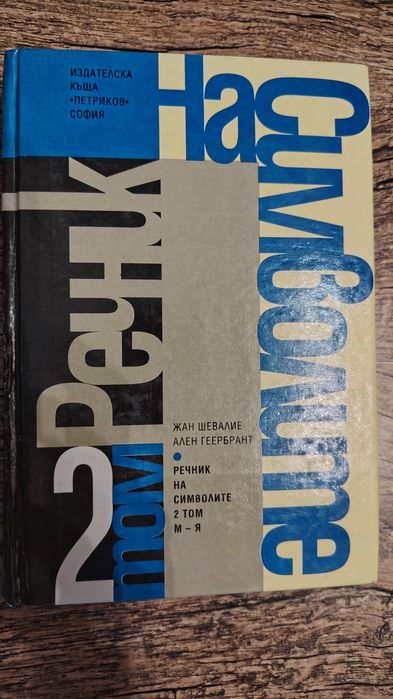 ИЗДАТЕЛСКА
КЪЩА
"ПЕТРИКОВ"
СОФИЯ
Речник
На
Символите
2 том
ЖАН ШЕВАЛИЕ
АЛЕН ГЕЕРБРАНТ
РЕЧНИК
НА
СИМВОЛИТЕ
2 ТОМ
М – Я